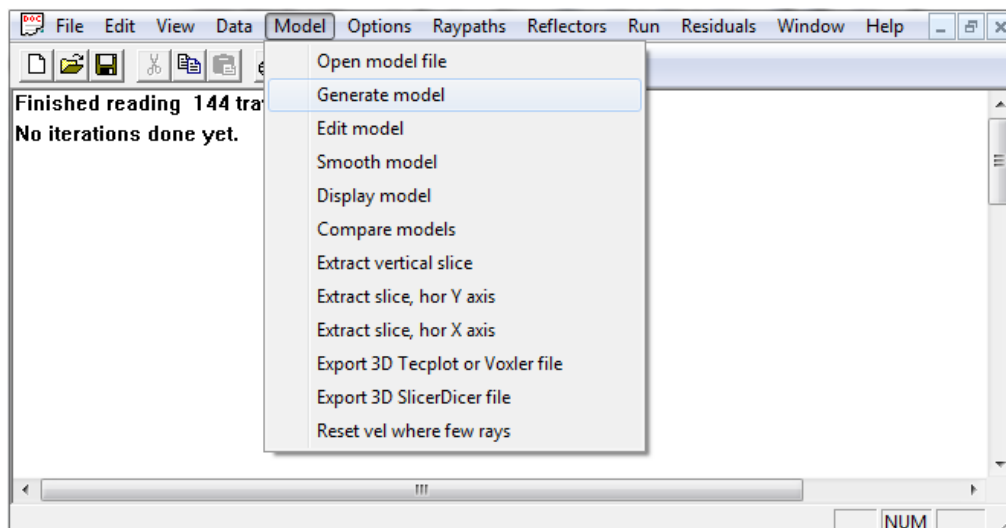 DOC
File Edit View Data Model Options Raypaths Reflectors Run Residuals Window Help
Finished reading 144 tra
No iterations done yet.
Open model file
Generate model
Edit model
Smooth model
Display model
Compare models
Extract vertical slice
Extract slice, hor Y axis
Extract slice, hor X axis
Export 3D Tecplot or Voxler file
Export 3D SlicerDicer file
Reset vel where few rays
NUM